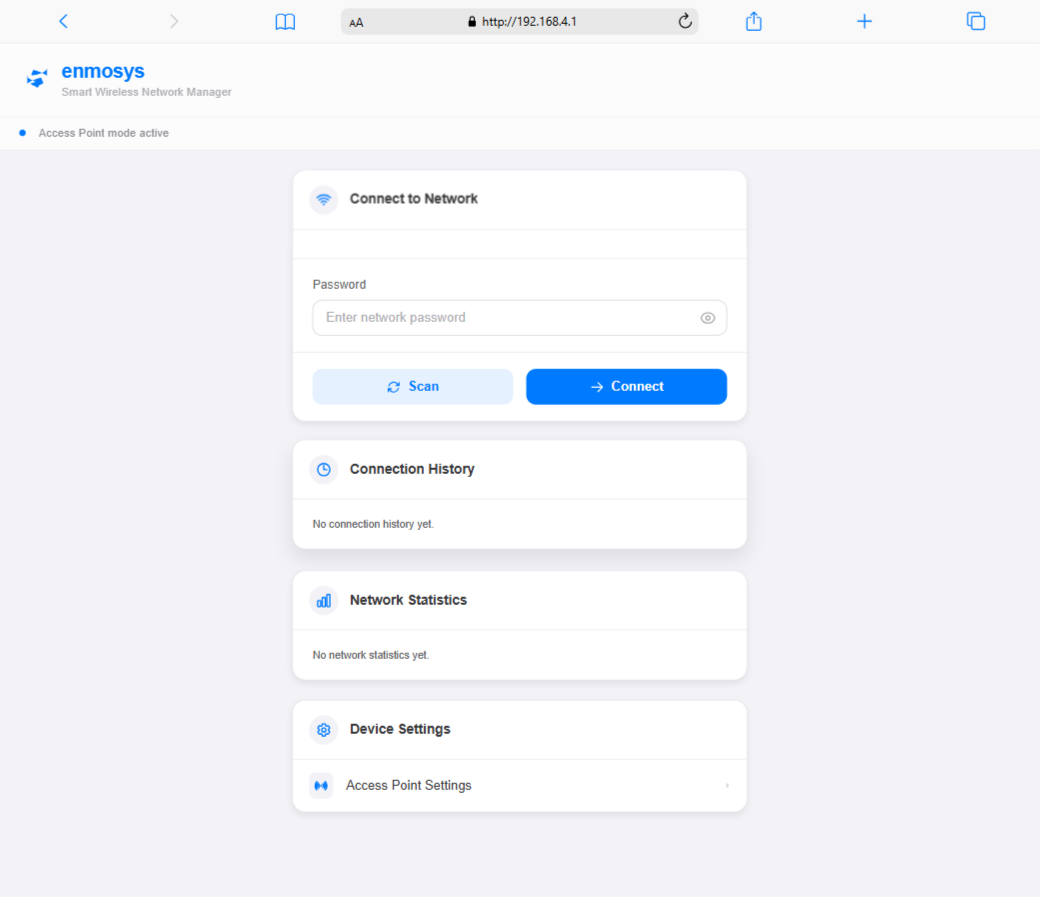 AA
http://192.168.4.1
enmosys
Smart Wireless Network Manager
Access Point mode active
Connect to Network
Password
Enter network password
Scan
Connect
Connection History
No connection history yet.
Network Statistics
No network statistics yet.
Device Settings
Access Point Settings